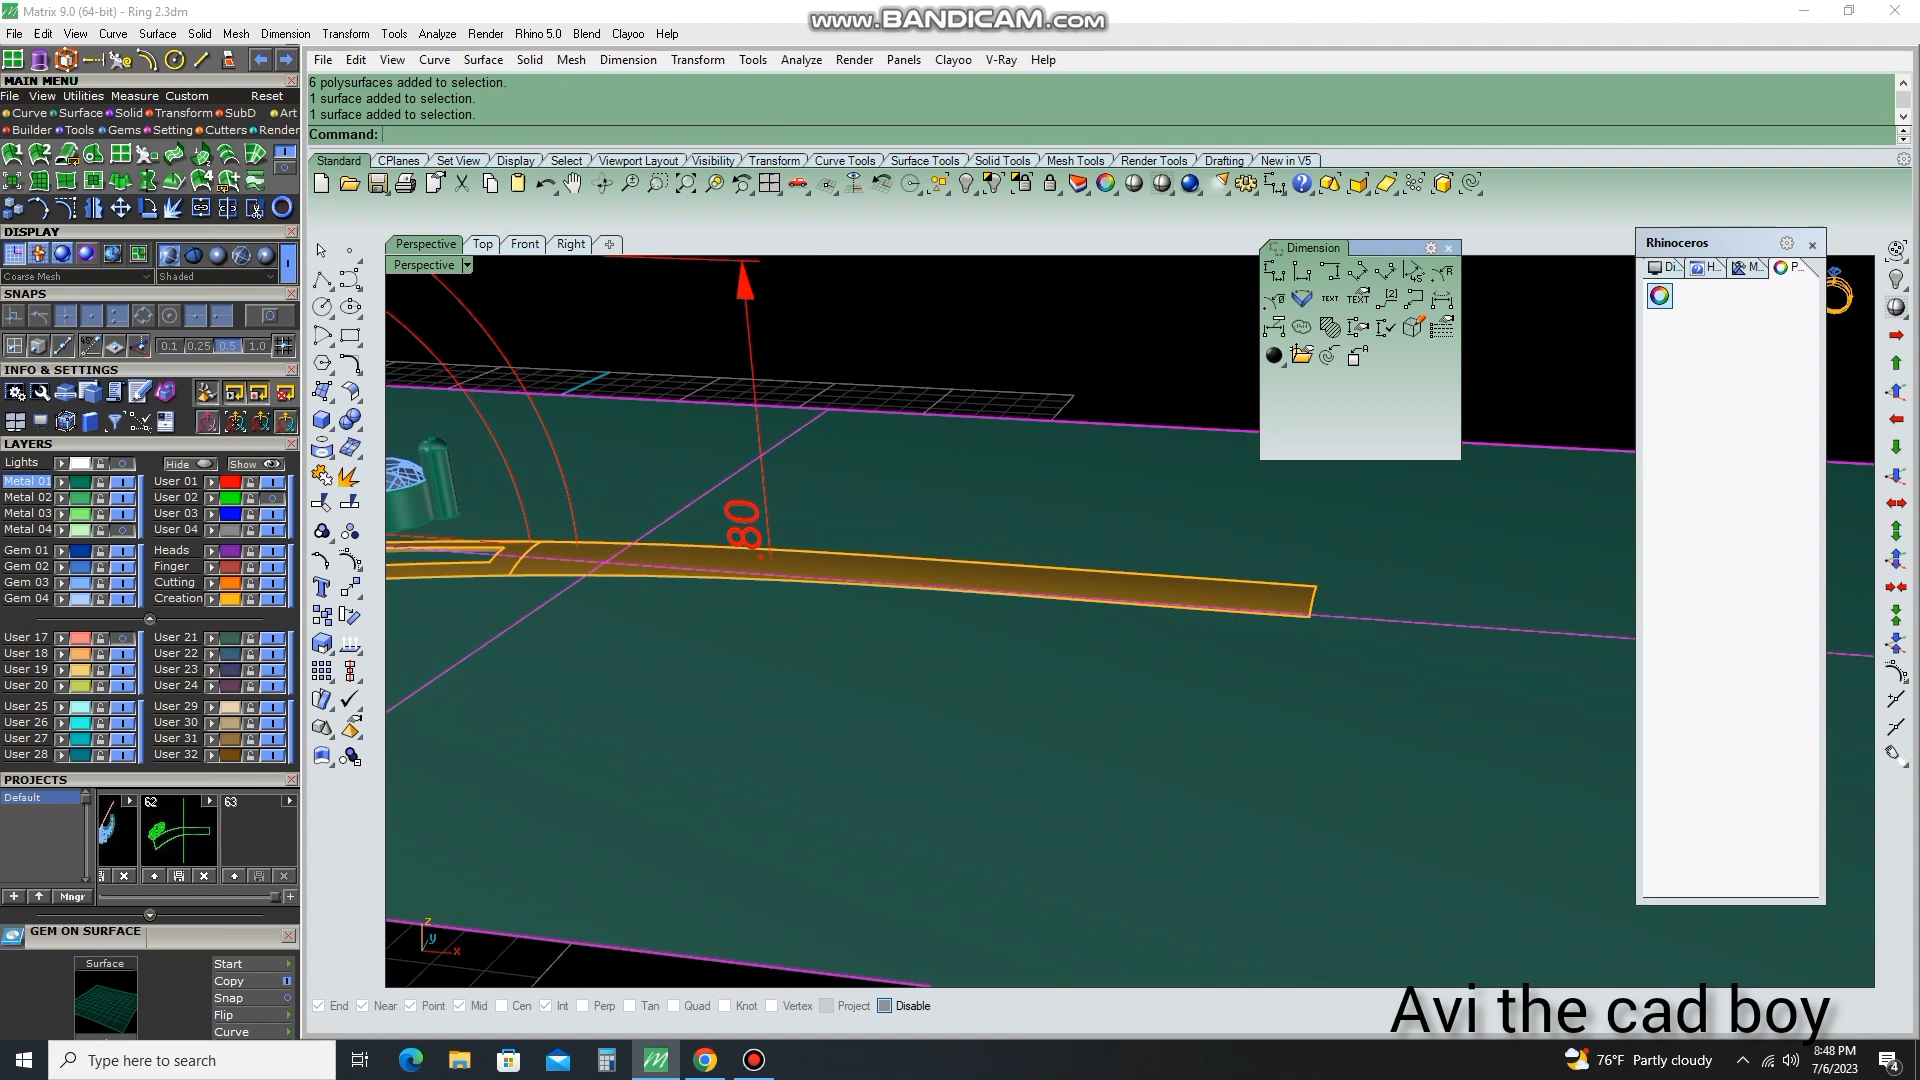 Matrix 9.0 (64-bit) - Ring 2.3dm
www.BANDICAM.com
File Edit View Curve Surface Solid Mesh Dimension Transform Tools Analyze Render Rhino 5.0 Blend Clayoo Help
File Edit View Curve Surface Solid Mesh Dimension Transform Tools Analyze Render Panels Clayoo V-Ray Help
MAIN MENU
File View Utilities Measure Custom Reset
Curve Surface Solid Transform SubD Art
Builder Tools Gems Setting Cutters Render
6 polysurfaces added to selection.
1 surface added to selection.
1 surface added to selection.
Command:
Standard CPlanes Set View Display Select Viewport Layout Visibility Transform Curve Tools Surface Tools Solid Tools Mesh Tools Render Tools Drafting New in V5
DISPLAY
Coarse Mesh Shaded
SNAPS
0.1 0.25 0.5 1.0
INFO & SETTINGS
LAYERS
Lights Hide Show
Metal 01 User 01
Metal 02 User 02
Metal 03 User 03
Metal 04 User 04
Gem 01 Heads
Gem 02 Finger
Gem 03 Cutting
Gem 04 Creation
User 17 User 21
User 18 User 22
User 19 User 23
User 20 User 24
User 25 User 29
User 26 User 30
User 27 User 31
User 28 User 32
PROJECTS
Default
62 63
Mngr
GEM ON SURFACE
Surface
Start
Copy
Snap
Flip
Curve
Perspective Top Front Right
Perspective
.80
z
y
x
Dimension
TEXT TEXT
Rhinoceros
Di... H... M... P...
End Near Point Mid Cen Int Perp Tan Quad Knot Vertex Project Disable
Avi the cad boy
Type here to search
76°F Partly cloudy
8:48 PM
7/6/2023
4